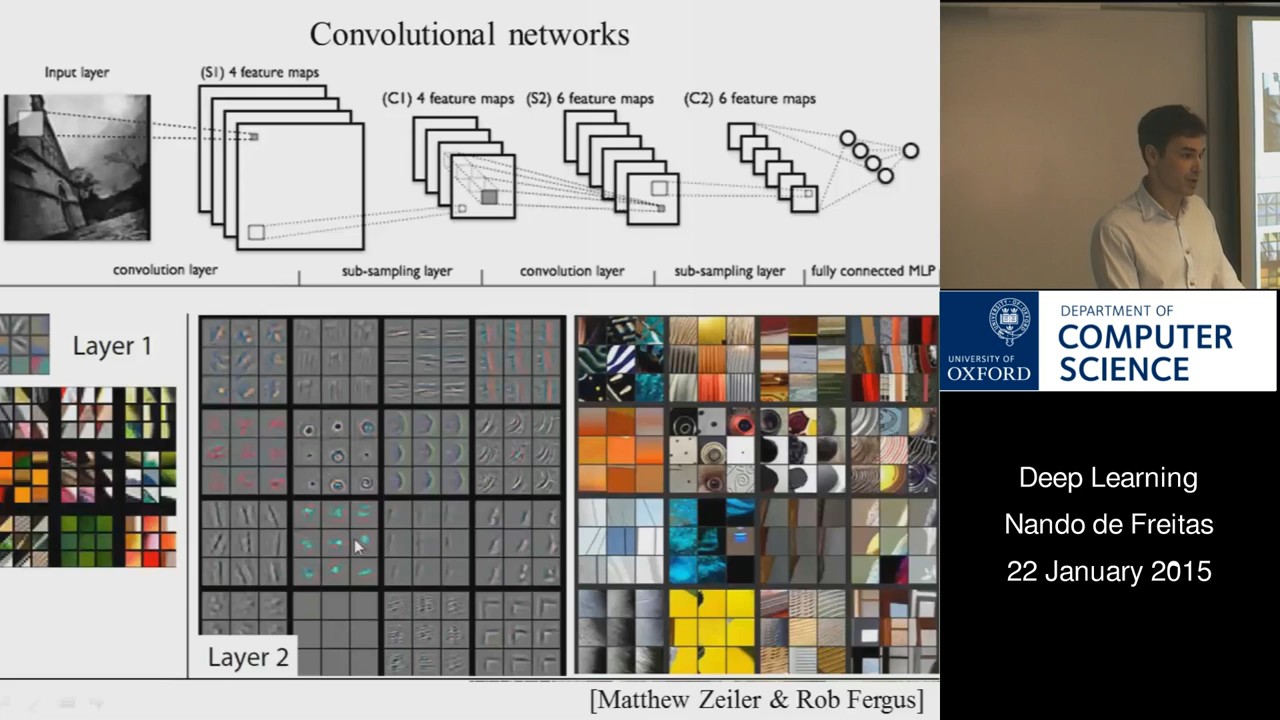 Convolutional networks
Input layer
(S1) 4 feature maps
(C1) 4 feature maps
(S2) 6 feature maps
(C2) 6 feature maps
convolution layer
sub-sampling layer
convolution layer
sub-sampling layer
fully connected MLP
Layer 1
Layer 2
[Matthew Zeiler & Rob Fergus]
UNIVERSITY OF
OXFORD
DEPARTMENT OF
COMPUTER
SCIENCE
Deep Learning
Nando de Freitas
22 January 2015